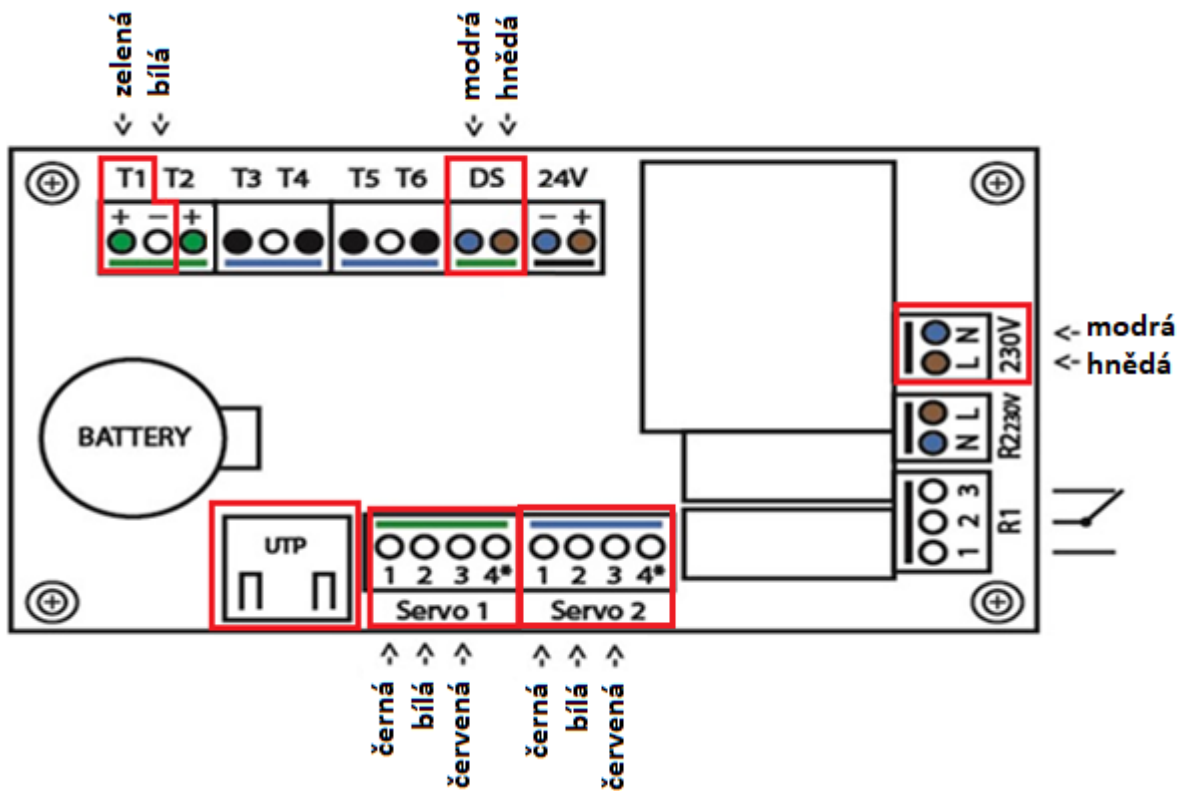 zelená
bílá
modrá
hnědá
T1 T2 T3 T4 T5 T6 DS 24V
+ − + − +
N L 230V
modrá
hnědá
L N R2 230V
BATTERY
3 2 1 R1
UTP
1 2 3 4* 1 2 3 4*
Servo 1 Servo 2
černá
bílá
červená
černá
bílá
červená